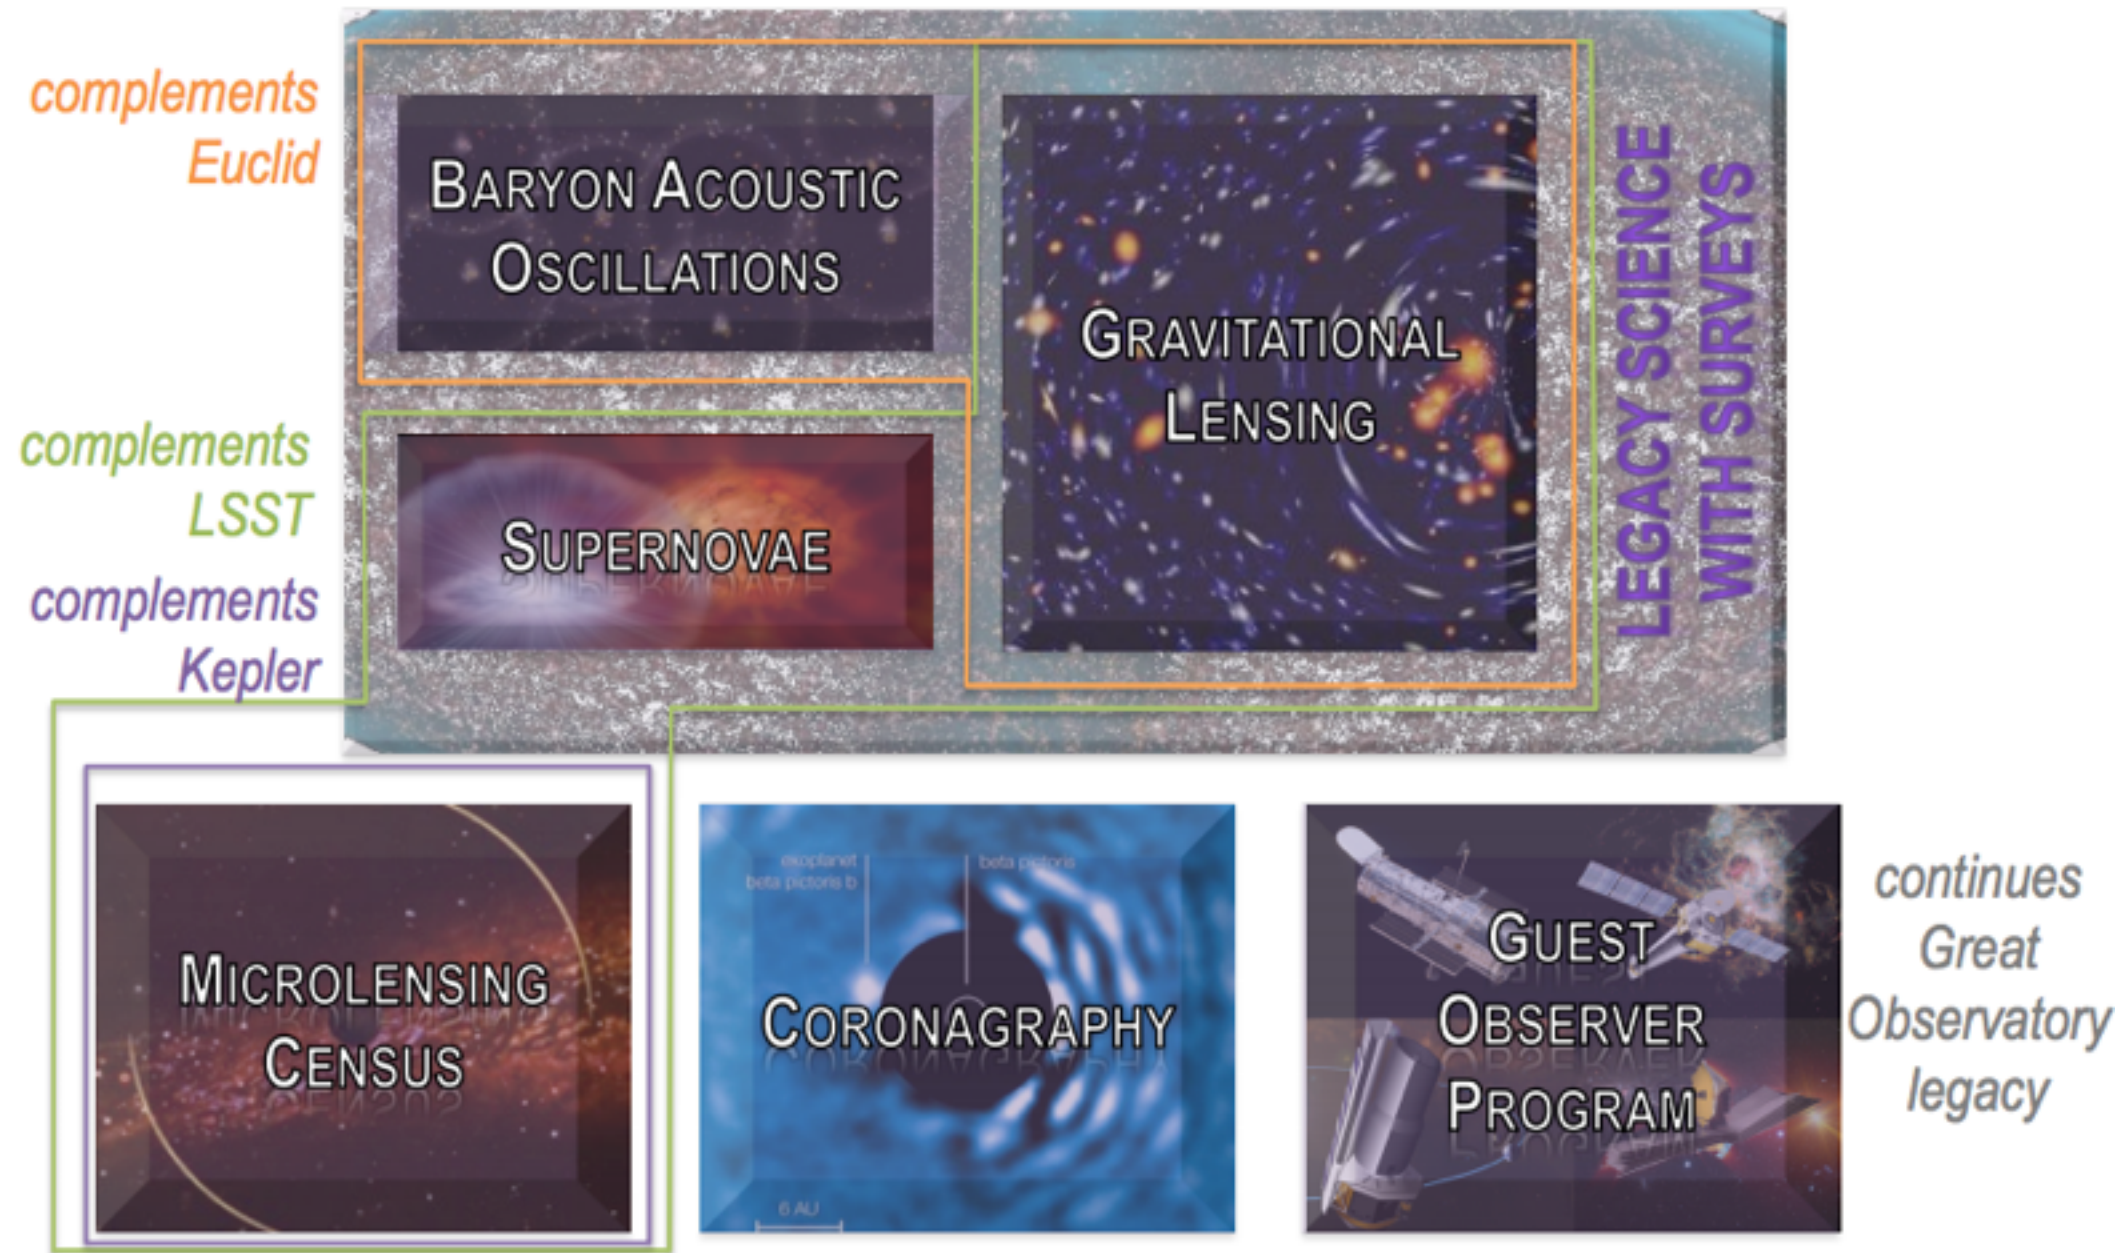 complements
Euclid
BARYON ACOUSTIC
OSCILLATIONS
GRAVITATIONAL
LENSING
LEGACY SCIENCE
WITH SURVEYS
complements
LSST
SUPERNOVAE
complements
Kepler
MICROLENSING
CENSUS
exoplanet
beta pictoris b
beta pictoris
CORONAGRAPHY
6 AU
GUEST
OBSERVER
PROGRAM
continues
Great
Observatory
legacy